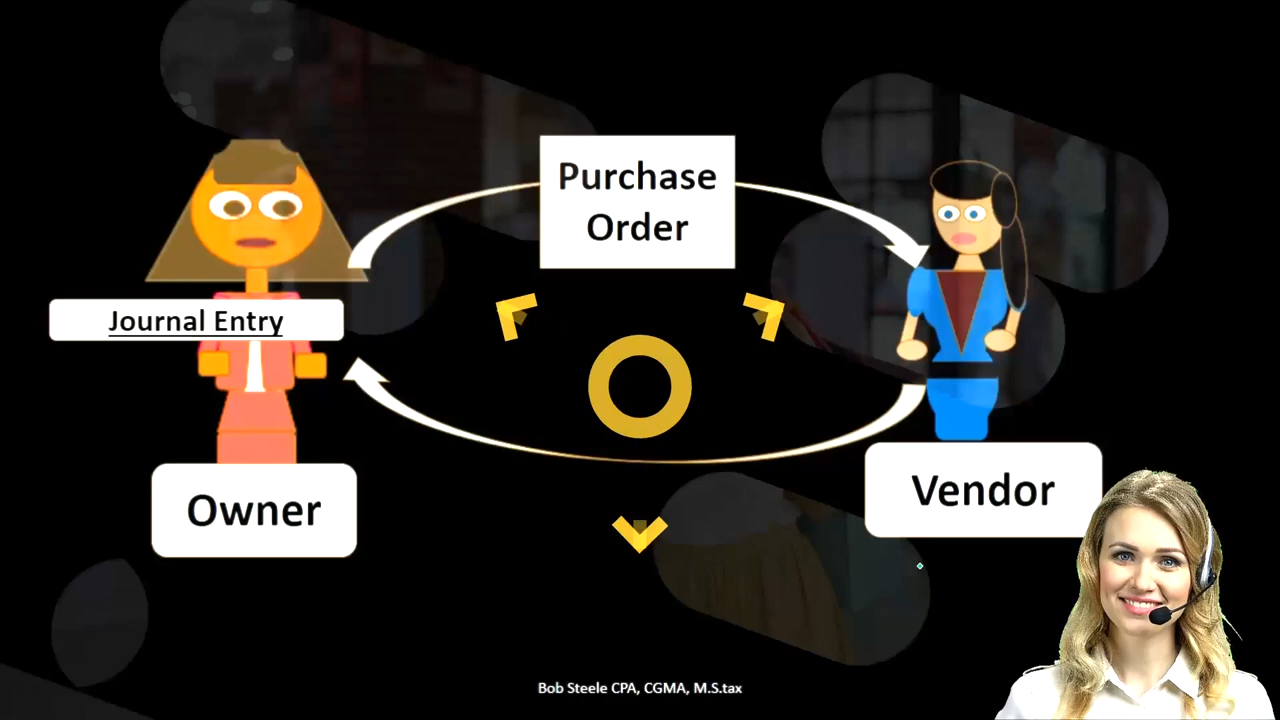 Purchase
Order
Journal Entry
Owner
Vendor
Bob Steele CPA, CGMA, M.S.tax